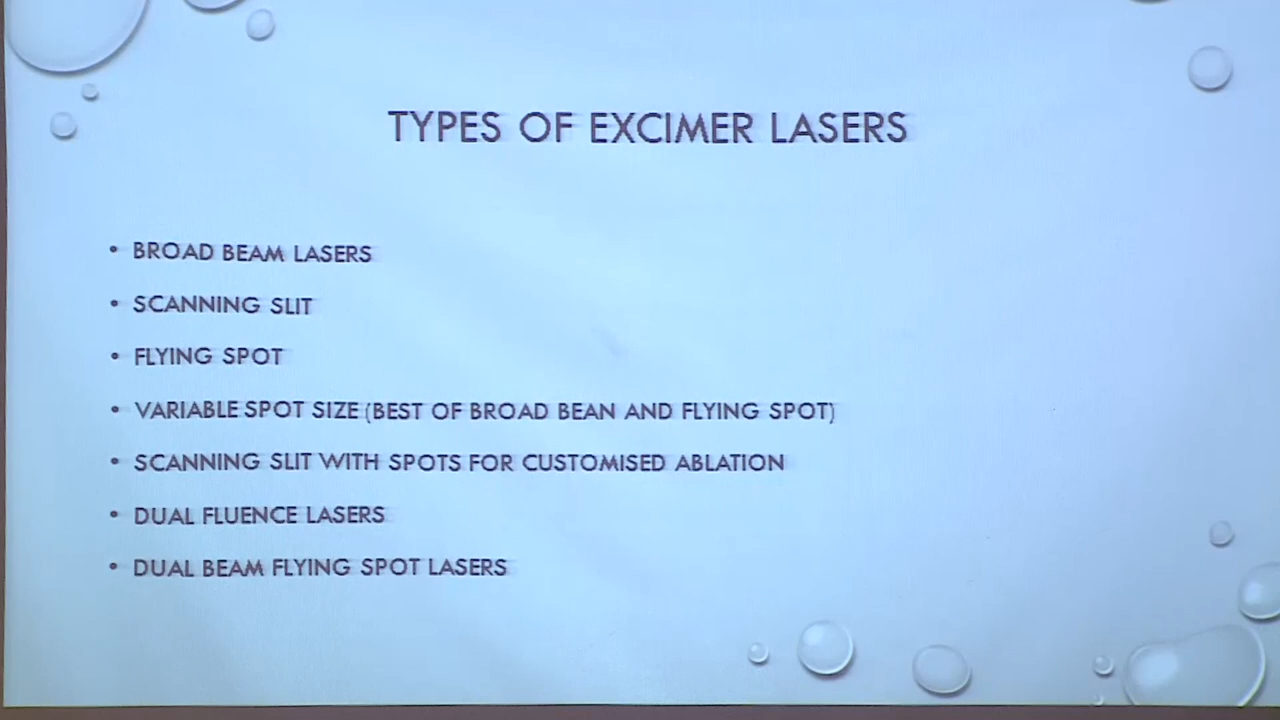 TYPES OF EXCIMER LASERS
• BROAD BEAM LASERS
• SCANNING SLIT
• FLYING SPOT
• VARIABLE SPOT SIZE (BEST OF BROAD BEAN AND FLYING SPOT)
• SCANNING SLIT WITH SPOTS FOR CUSTOMISED ABLATION
• DUAL FLUENCE LASERS
• DUAL BEAM FLYING SPOT LASERS